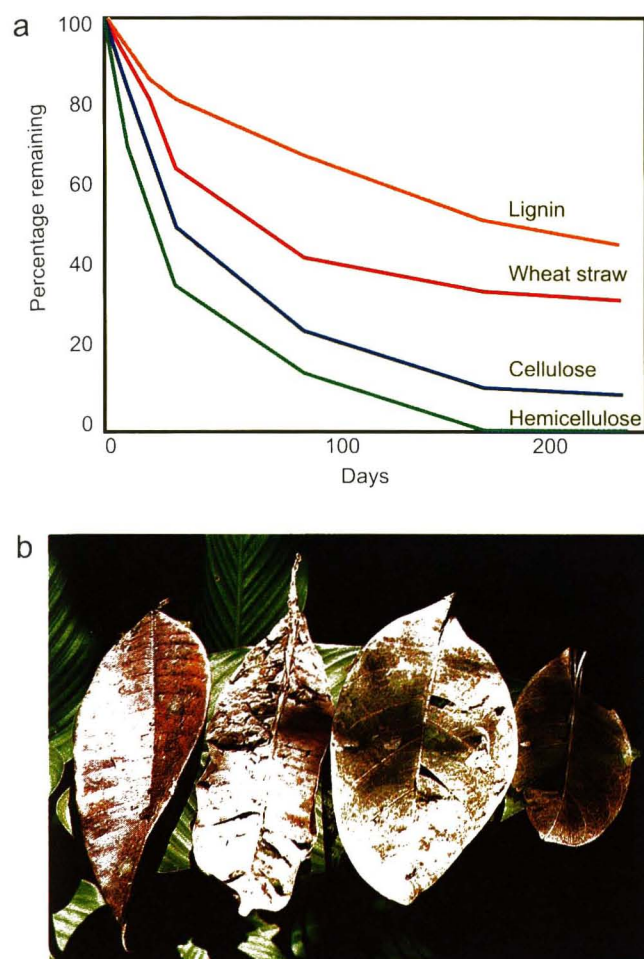 a
100
80
60
40
20
0
Percentage remaining
Lignin
Wheat straw
Cellulose
Hemicellulose
0 100 200
Days
b